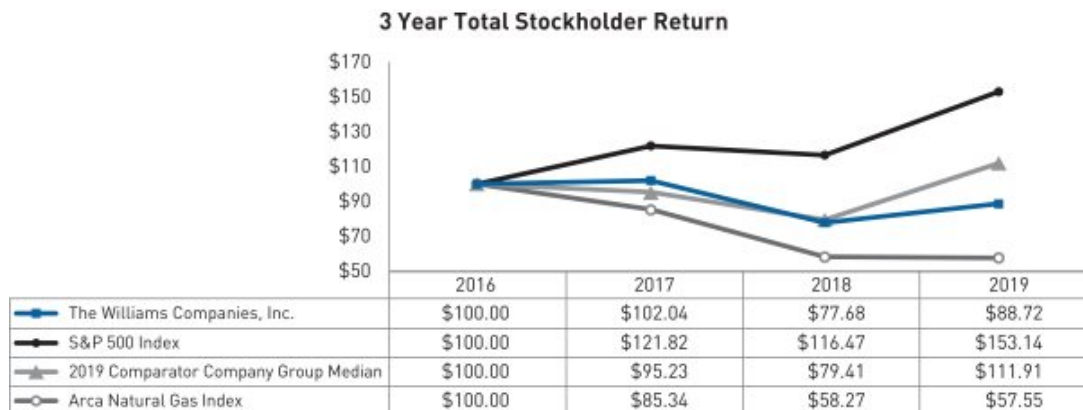 3 Year Total Stockholder Return
$170
$150
$130
$110
$90
$70
$50
2016 2017 2018 2019
The Williams Companies, Inc. $100.00 $102.04 $77.68 $88.72
S&P 500 Index $100.00 $121.82 $116.47 $153.14
2019 Comparator Company Group Median $100.00 $95.23 $79.41 $111.91
Arca Natural Gas Index $100.00 $85.34 $58.27 $57.55